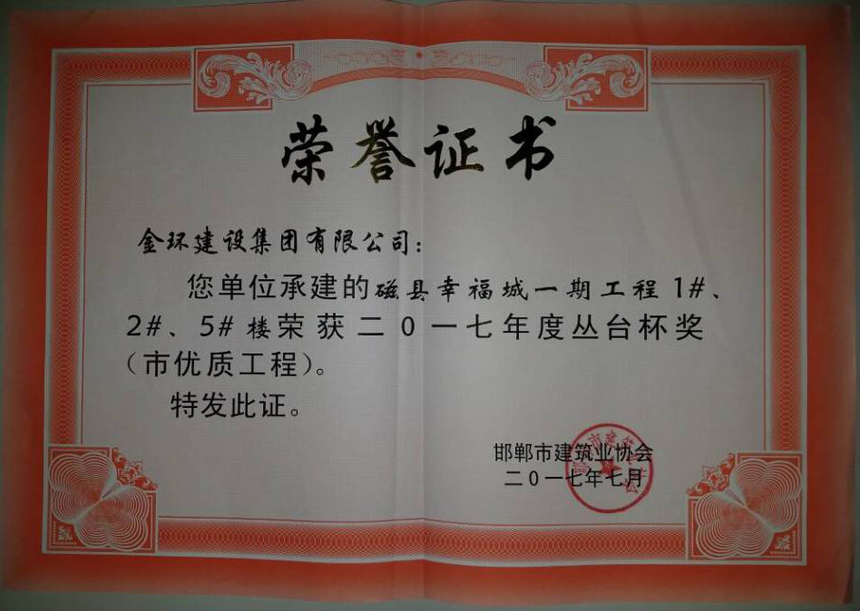 荣誉证书
金环建设集团有限公司：
您单位承建的磁县幸福城一期工程1#、
2#、5#楼荣获二0一七年度丛台杯奖
（市优质工程）。
特发此证。
邯郸市建筑业协会
二0一七年七月